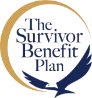 The
Survivor
Benefit
Plan